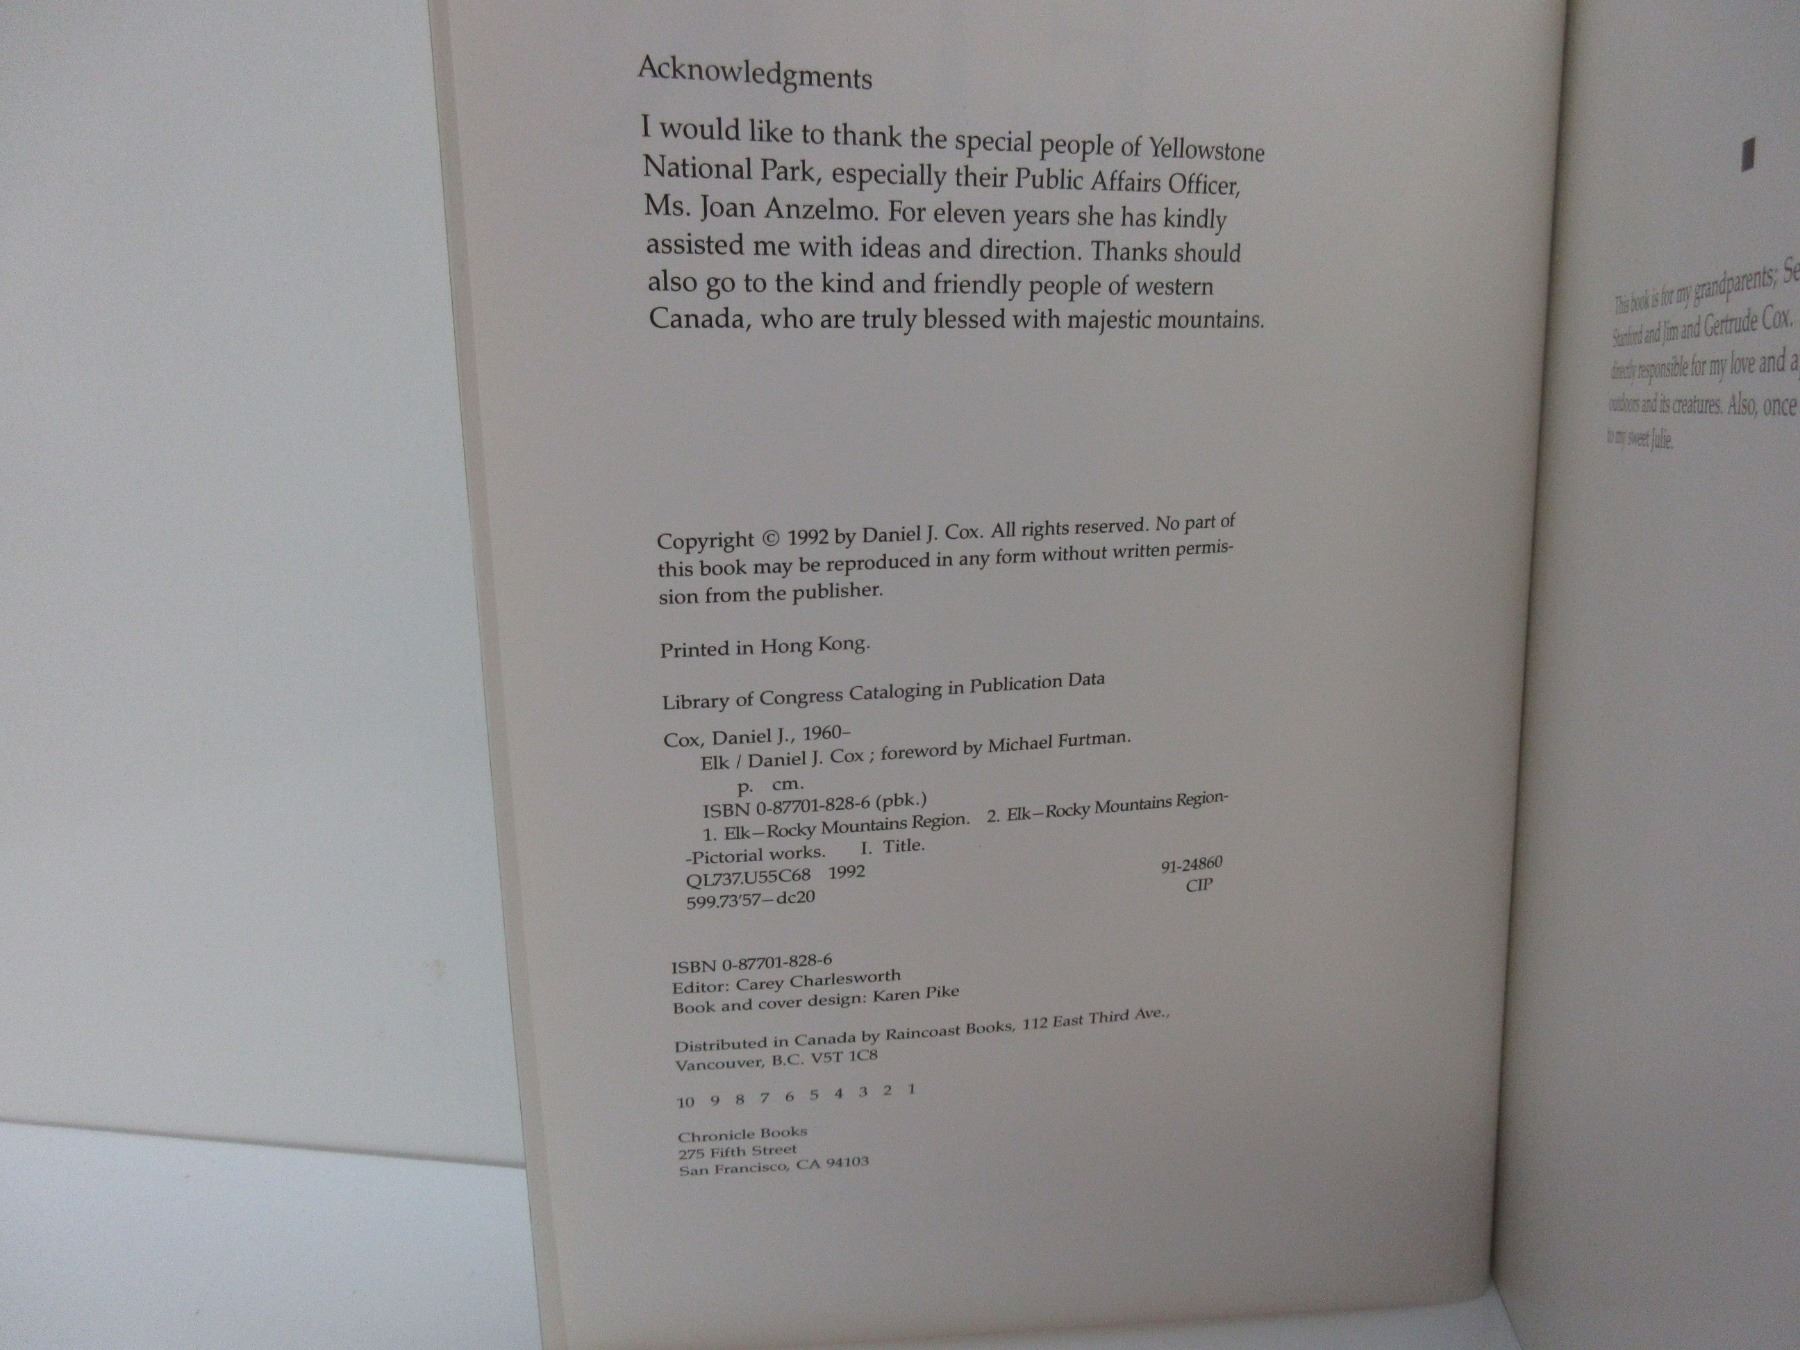 Acknowledgments
I would like to thank the special people of Yellowstone
National Park, especially their Public Affairs Officer,
Ms. Joan Anzelmo. For eleven years she has kindly
assisted me with ideas and direction. Thanks should
also go to the kind and friendly people of western
Canada, who are truly blessed with majestic mountains.
Copyright © 1992 by Daniel J. Cox. All rights reserved. No part of
this book may be reproduced in any form without written permis-
sion from the publisher.
Printed in Hong Kong.
Library of Congress Cataloging in Publication Data
Cox, Daniel J., 1960–
Elk / Daniel J. Cox ; foreword by Michael Furtman.
p. cm.
ISBN 0-87701-828-6 (pbk.)
1. Elk—Rocky Mountains Region. 2. Elk—Rocky Mountains Region-
-Pictorial works. I. Title.
QL737.U55C68 1992 91-24860
599.73'57—dc20 CIP
ISBN 0-87701-828-6
Editor: Carey Charlesworth
Book and cover design: Karen Pike
Distributed in Canada by Raincoast Books, 112 East Third Ave.,
Vancouver, B.C. V5T 1C8
10 9 8 7 6 5 4 3 2 1
Chronicle Books
275 Fifth Street
San Francisco, CA 94103
This book is for my grandparents; Se
Stanford and Jim and Gertrude Cox.
directly responsible for my love and a
outdoors and its creatures. Also, once
to my sweet Julie.